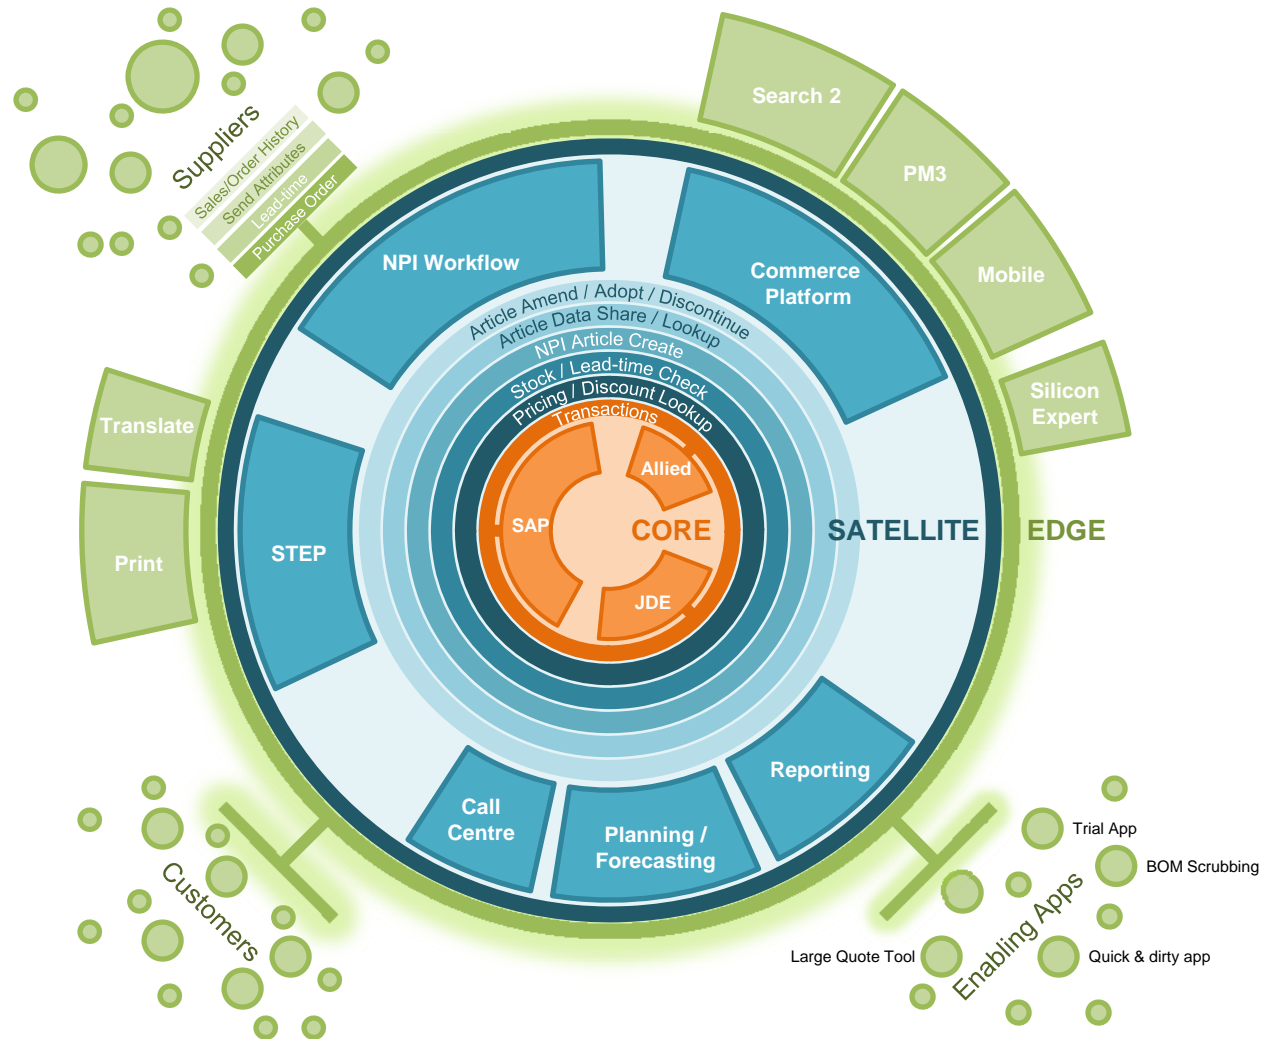 Search 2
PM3
Mobile
Silicon
Expert
Suppliers
Sales/Order History
Send Attributes
Lead-time
Purchase Order
NPI Workflow
Commerce
Platform
Article Amend / Adopt / Discontinue
Article Data Share / Lookup
NPI Article Create
Stock / Lead-time Check
Pricing / Discount Lookup
Transactions
Translate
Print
STEP
SAP
Allied
JDE
CORE
SATELLITE
EDGE
Call
Centre
Planning /
Forecasting
Reporting
Customers
Enabling Apps
Trial App
BOM Scrubbing
Large Quote Tool
Quick & dirty app